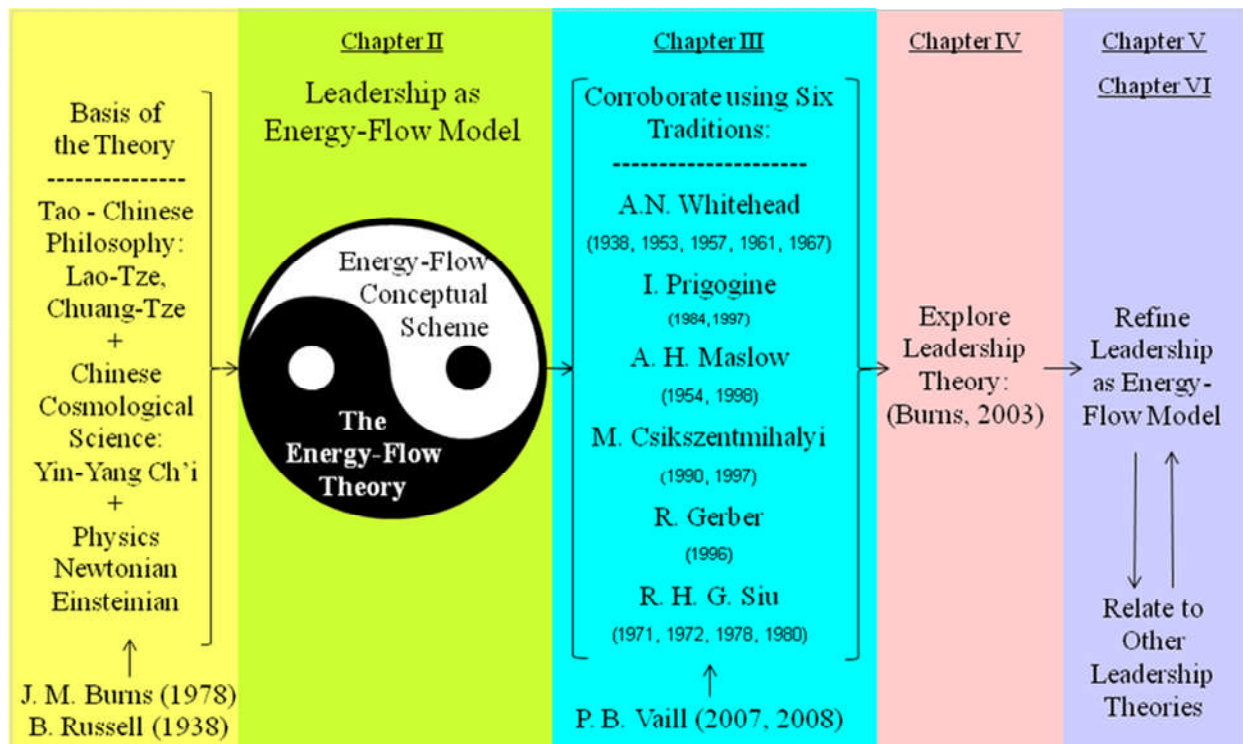 Basis of
the Theory
---------------
Tao - Chinese
Philosophy:
Lao-Tze,
Chuang-Tze
+
Chinese
Cosmological
Science:
Yin-Yang Ch'i
+
Physics
Newtonian
Einsteinian
J. M. Burns (1978)
B. Russell (1938)
Chapter II
Leadership as
Energy-Flow Model
Energy-Flow
Conceptual
Scheme
The
Energy-Flow
Theory
Chapter III
Corroborate using Six
Traditions:
---------------------
A.N. Whitehead
(1938, 1953, 1957, 1961, 1967)
I. Prigogine
(1984,1997)
A. H. Maslow
(1954, 1998)
M. Csikszentmihalyi
(1990, 1997)
R. Gerber
(1996)
R. H. G. Siu
(1971, 1972, 1978, 1980)
P. B. Vaill (2007, 2008)
Chapter IV
Explore
Leadership
Theory:
(Burns, 2003)
Chapter V
Chapter VI
Refine
Leadership
as Energy-
Flow Model
Relate to
Other
Leadership
Theories